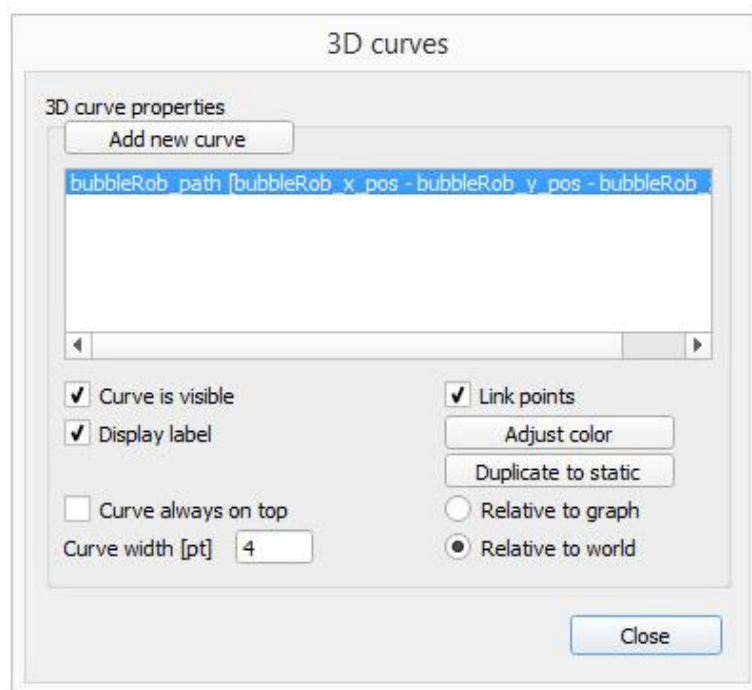 3D curves
3D curve properties
Add new curve
bubbleRob_path [bubbleRob_x_pos - bubbleRob_y_pos - bubbleRob_
Curve is visible
Link points
Display label
Adjust color
Duplicate to static
Curve always on top
Relative to graph
Curve width [pt] 4
Relative to world
Close